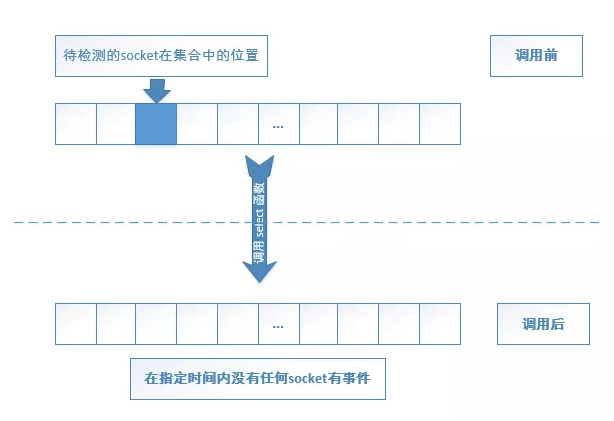 待检测的socket在集合中的位置
调用前
...
调用 select 函数
...
调用后
在指定时间内没有任何socket有事件